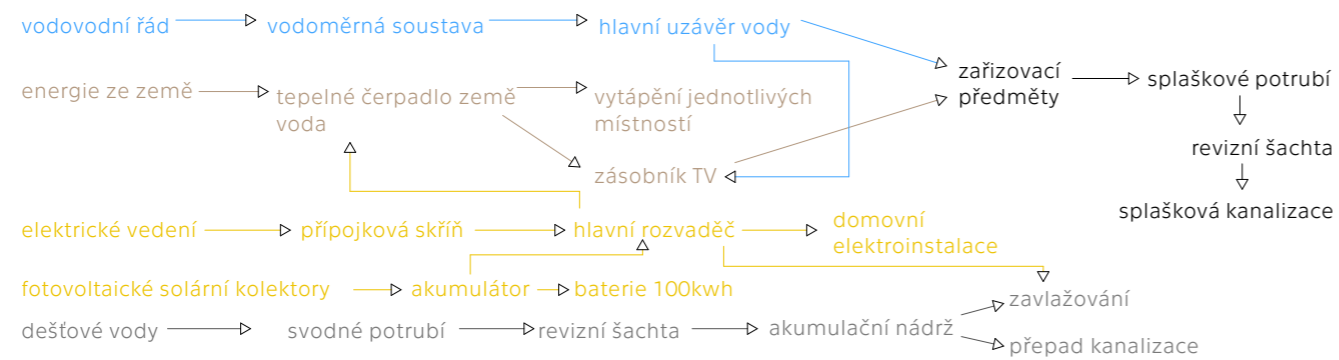 vodovodní řád
vodoměrná soustava
hlavní uzávěr vody
zařizovací
předměty
splaškové potrubí
energie ze země
tepelné čerpadlo země
voda
vytápění jednotlivých
místností
revizní šachta
zásobník TV
splašková kanalizace
elektrické vedení
přípojková skříň
hlavní rozvaděč
domovní
elektroinstalace
fotovoltaické solární kolektory
akumulátor
baterie 100kwh
zavlažování
dešťové vody
svodné potrubí
revizní šachta
akumulační nádrž
přepad kanalizace